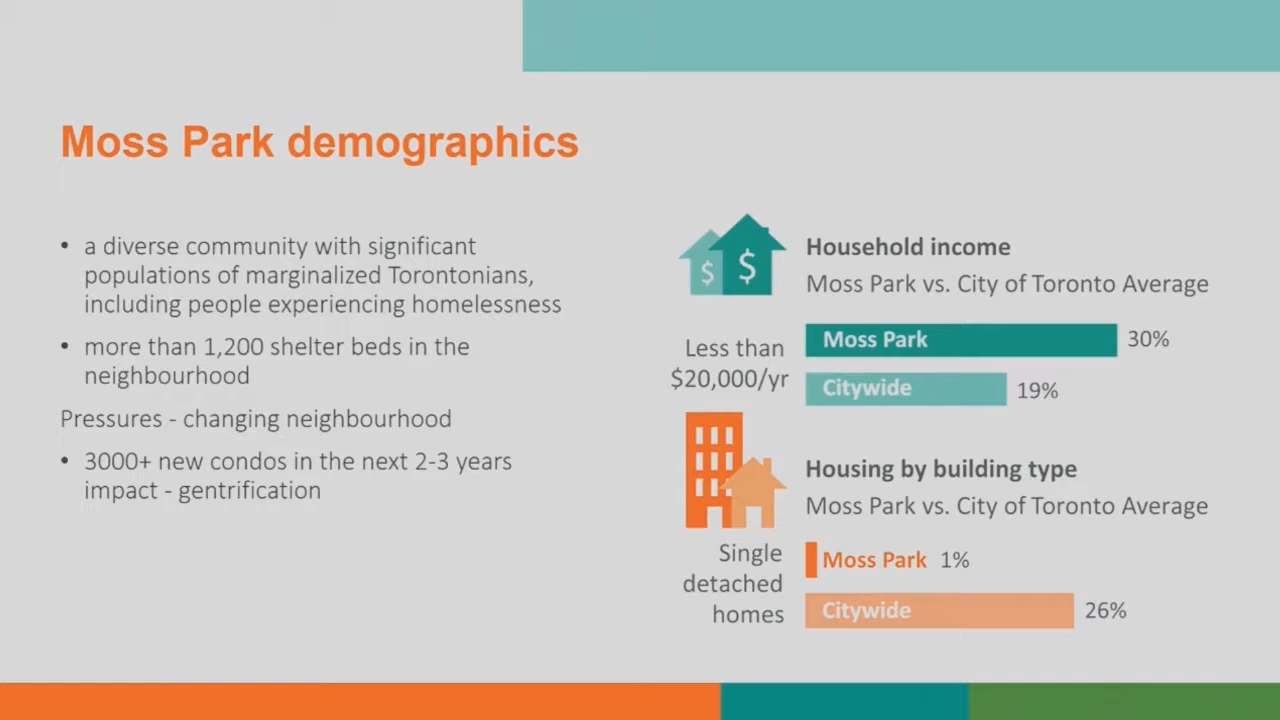 Moss Park demographics
• a diverse community with significant
populations of marginalized Torontonians,
including people experiencing homelessness
• more than 1,200 shelter beds in the
neighbourhood
Pressures - changing neighbourhood
• 3000+ new condos in the next 2-3 years
impact - gentrification
$ $
Household income
Moss Park vs. City of Toronto Average
Less than
$20,000/yr
Moss Park 30%
Citywide 19%
Housing by building type
Moss Park vs. City of Toronto Average
Single
detached
homes
Moss Park 1%
Citywide 26%